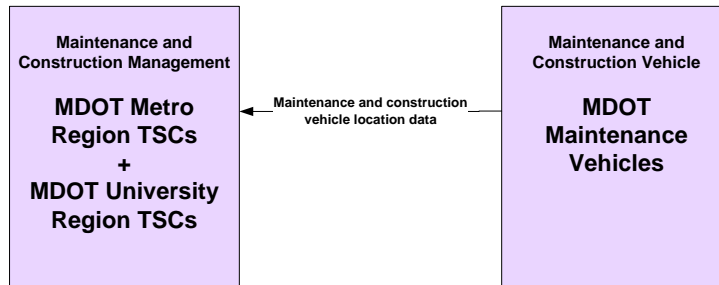 Maintenance and
Construction Management
MDOT Metro
Region TSCs
+
MDOT University
Region TSCs
Maintenance and construction
vehicle location data
Maintenance and
Construction Vehicle
MDOT
Maintenance
Vehicles